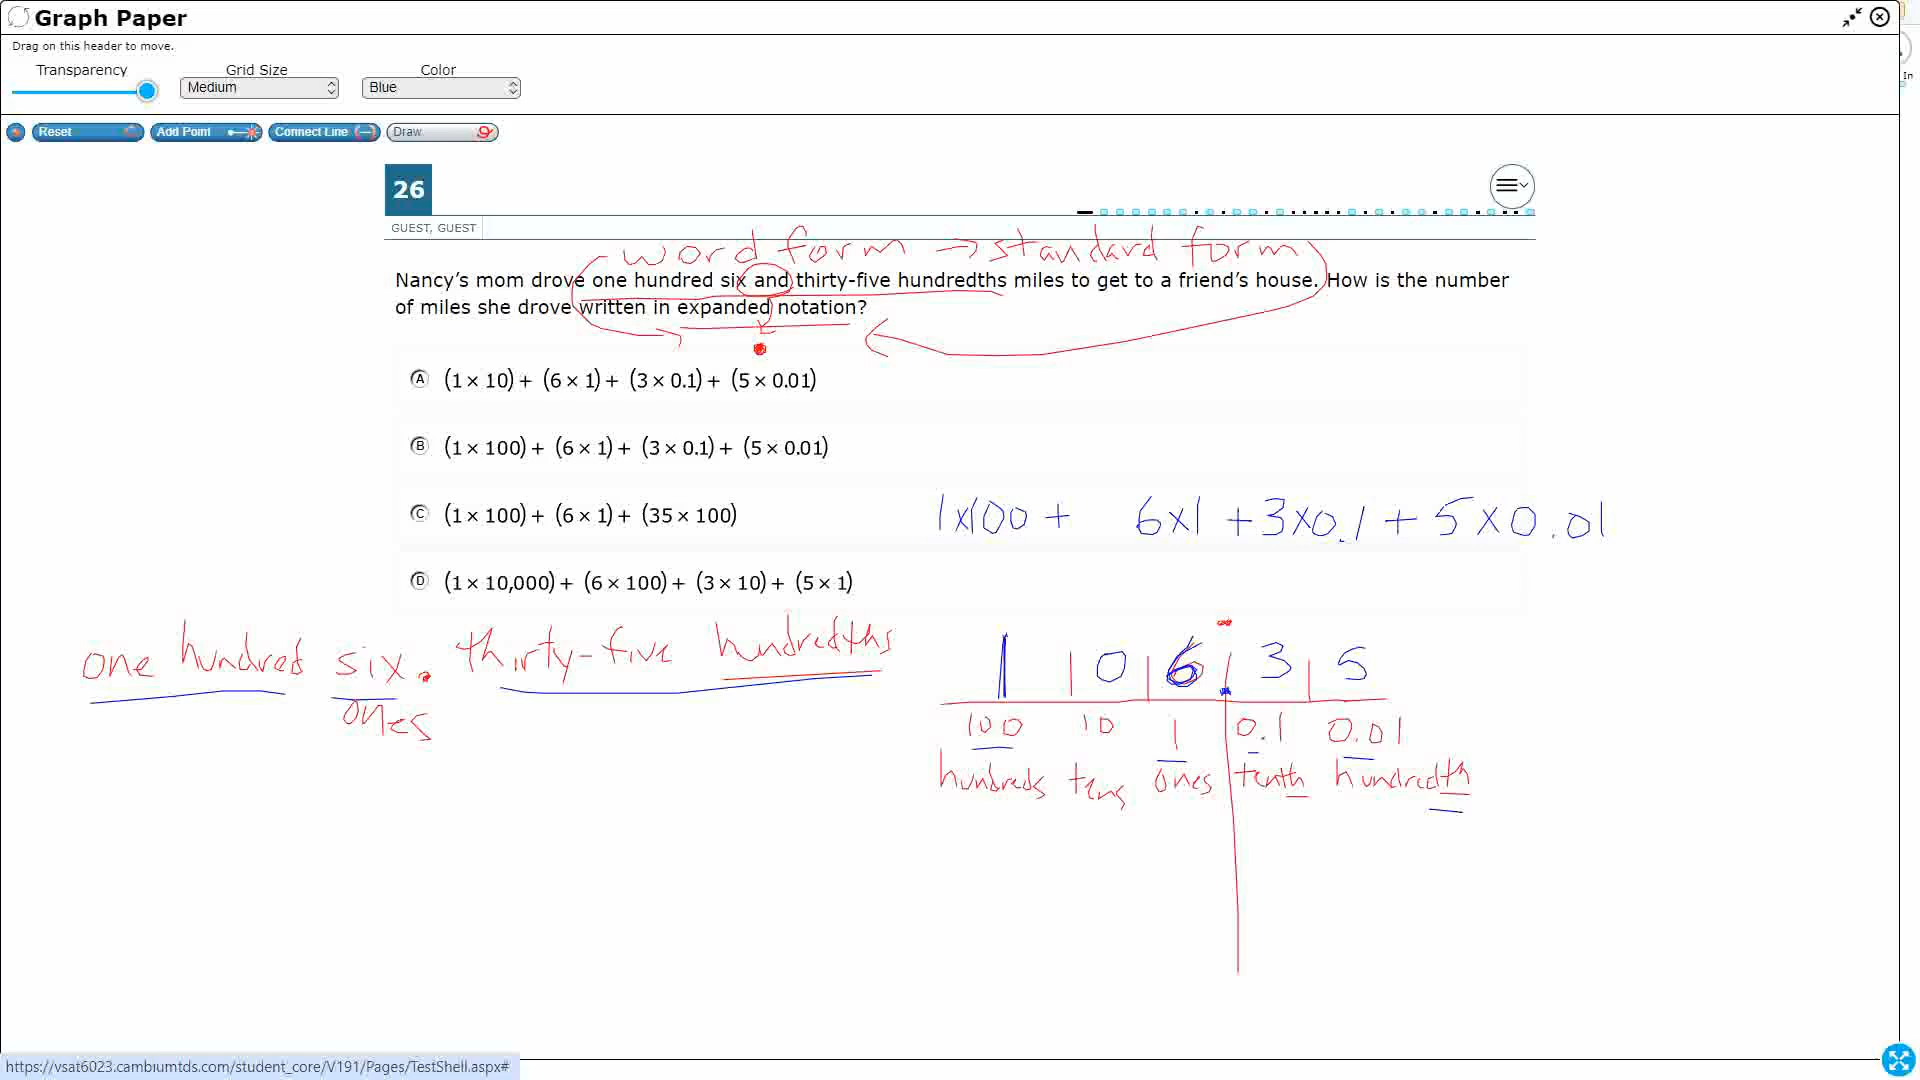 Graph Paper
Drag on this header to move.
Transparency Grid Size Color
Medium Blue
Reset Add Point Connect Line Draw
26
GUEST, GUEST
word form → standard form
Nancy's mom drove one hundred six and thirty-five hundredths miles to get to a friend's house. How is the number
of miles she drove written in expanded notation?
A (1 × 10) + (6 × 1) + (3 × 0.1) + (5 × 0.01)
B (1 × 100) + (6 × 1) + (3 × 0.1) + (5 × 0.01)
C (1 × 100) + (6 × 1) + (35 × 100)
1x100 + 6x1 + 3x0.1 + 5x0.01
D (1 × 10,000) + (6 × 100) + (3 × 10) + (5 × 1)
one hundred six. thirty-five hundredths
ones
1 0 6 . 3 5
100 10 1 0.1 0.01
hundreds tens ones tenth hundredth
In
https://vsat6023.cambiumtds.com/student_core/V191/Pages/TestShell.aspx#